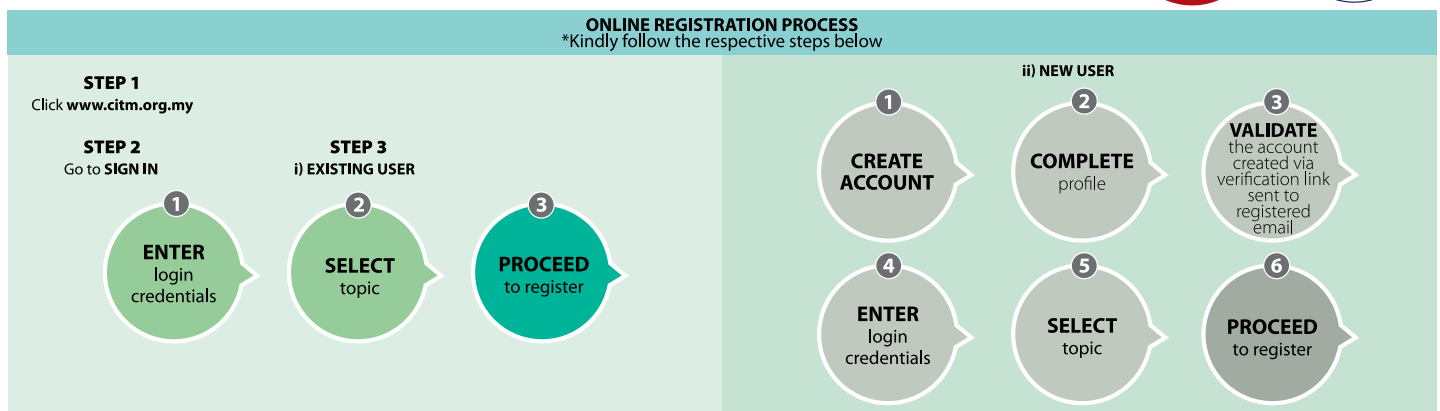 ONLINE REGISTRATION PROCESS
*Kindly follow the respective steps below
STEP 1
Click www.citm.org.my
STEP 2
Go to SIGN IN
STEP 3
i) EXISTING USER
1
ENTER
login
credentials
2
SELECT
topic
3
PROCEED
to register
ii) NEW USER
1
CREATE
ACCOUNT
2
COMPLETE
profile
3
VALIDATE
the account
created via
verification link
sent to
registered
email
4
ENTER
login
credentials
5
SELECT
topic
6
PROCEED
to register